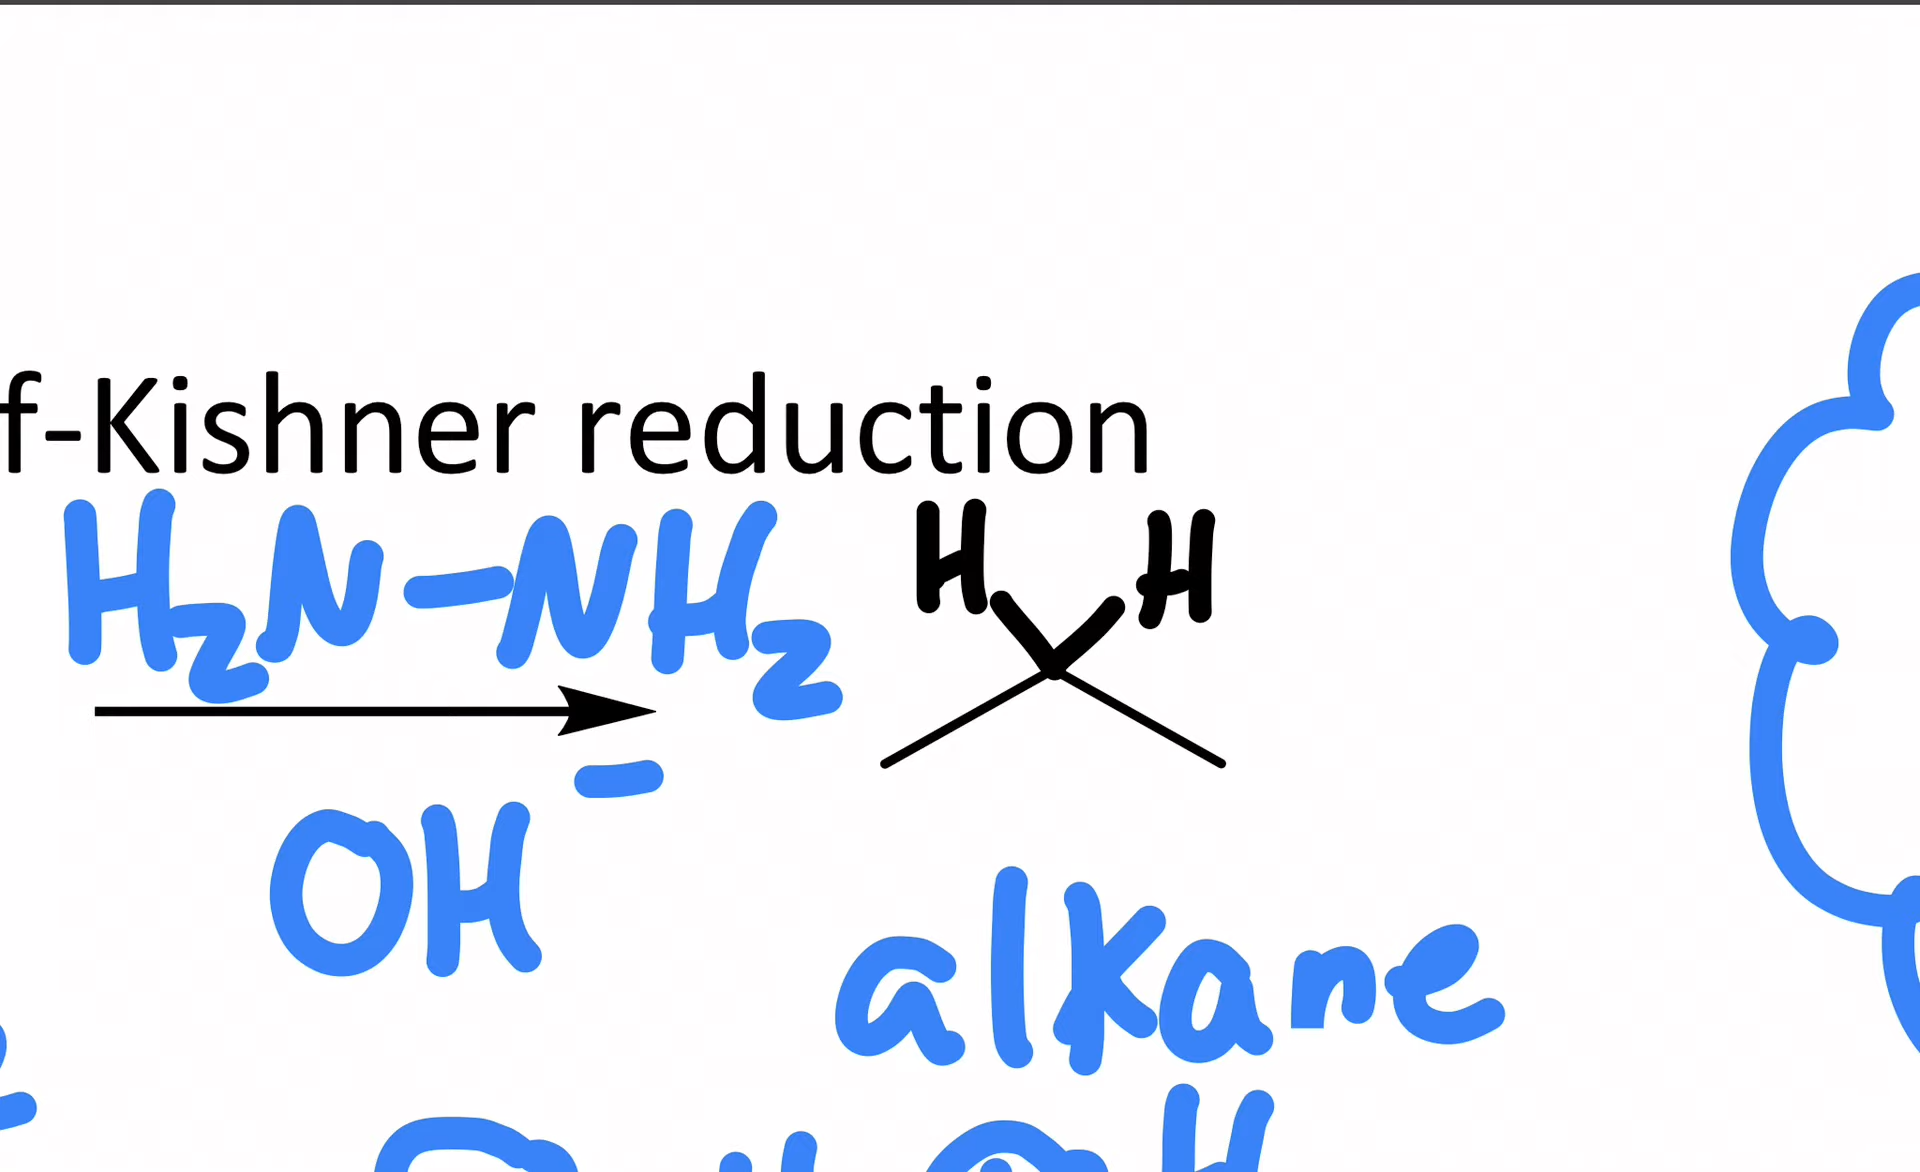 f-Kishner reduction
H2N-NH2 H H
OH-
alkane
H